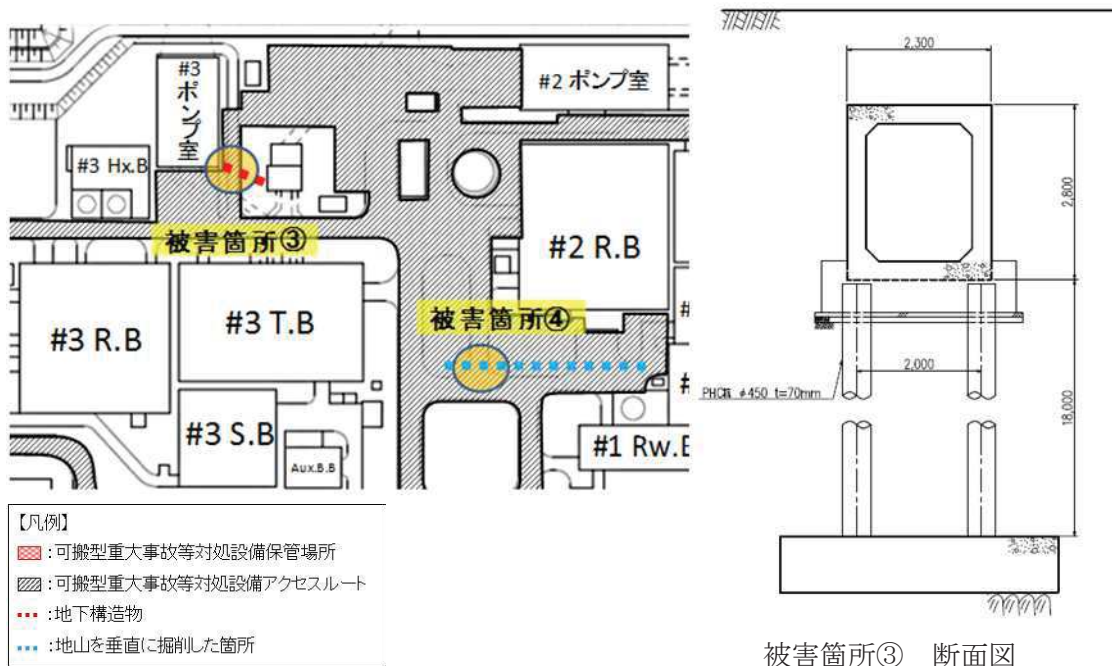 #3
ポンプ室
#2 ポンプ室
#3 Hx.B
被害箇所③
#2 R.B
被害箇所④
#3 R.B
#3 T.B
#3 S.B
Aux.B.B
#1 Rw.B
【凡例】
:可搬型重大事故等対処設備保管場所
:可搬型重大事故等対処設備アクセスルート
:地下構造物
:地山を垂直に掘削した箇所
2,300
2,800
2,000
PHC杭 φ450 t=70mm
18,000
被害箇所③ 断面図